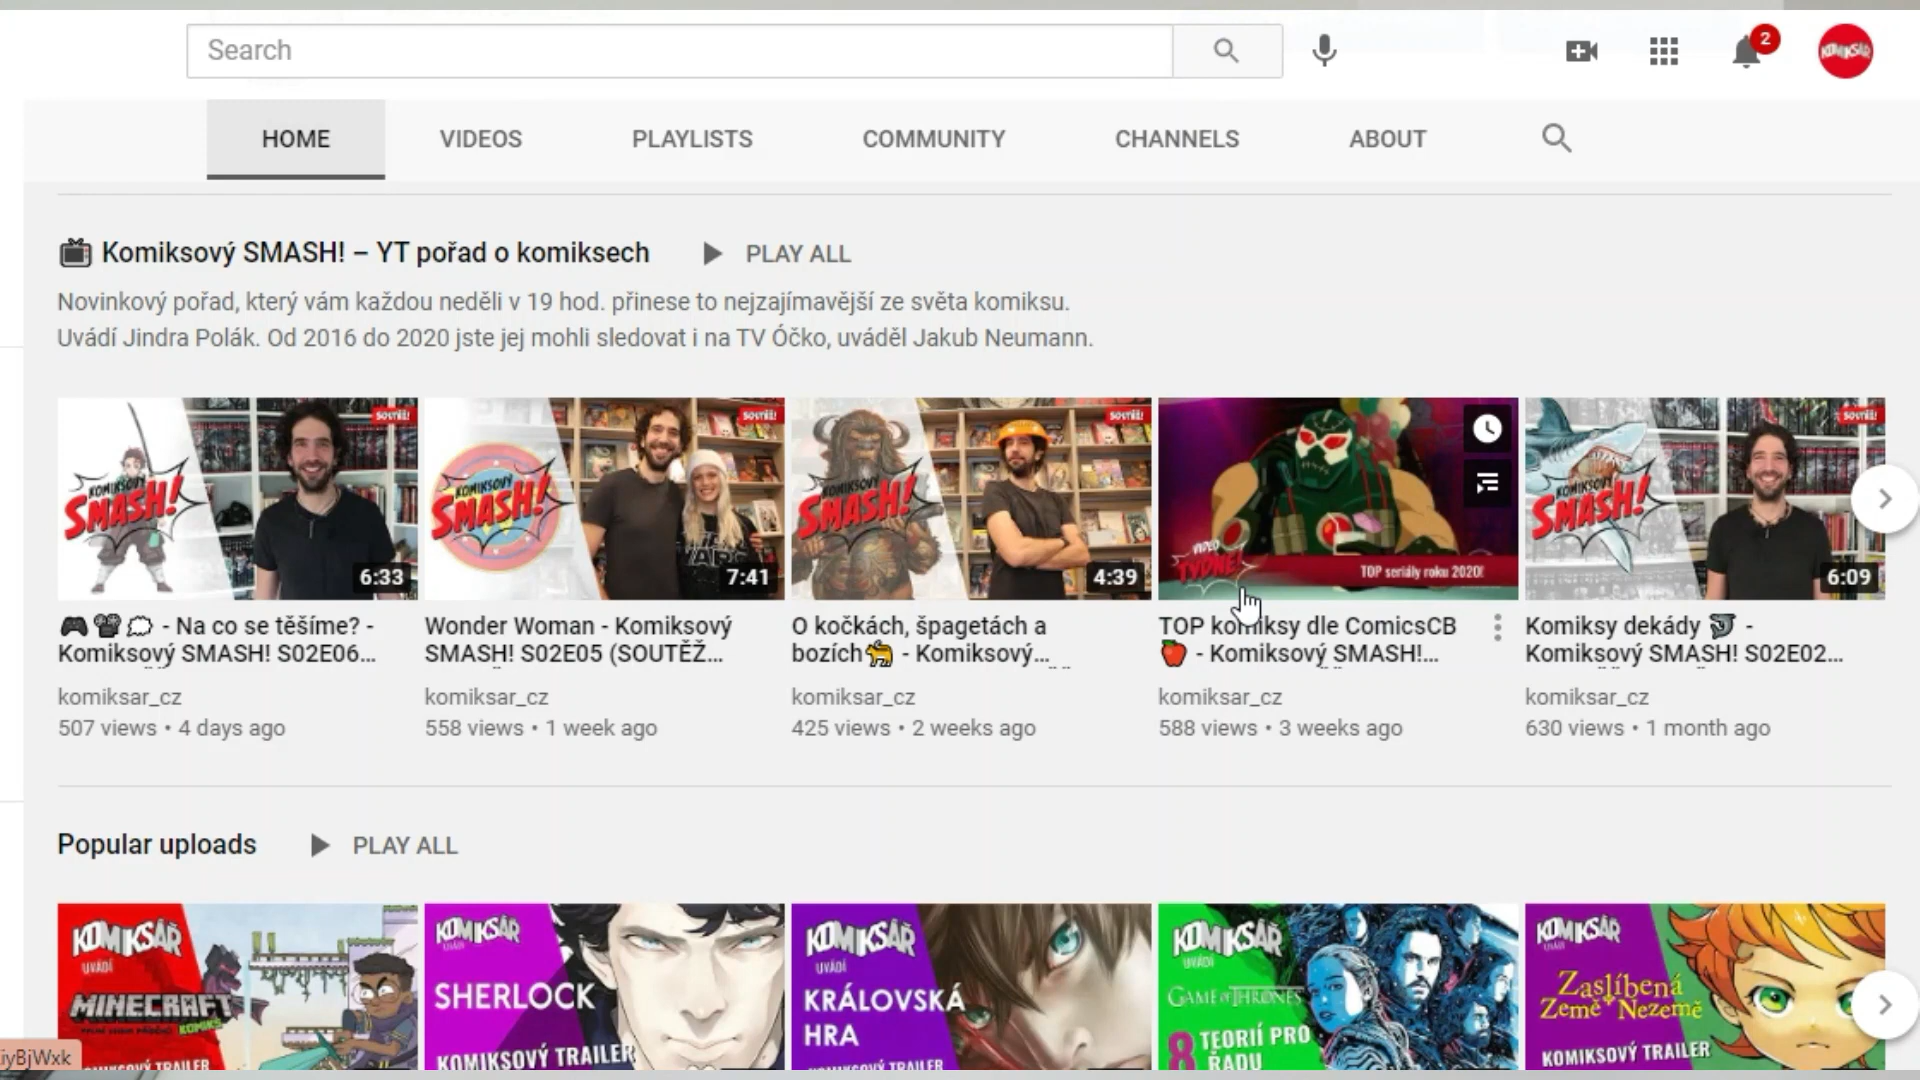 Search
2
KOMIKSÁŘ
HOME
VIDEOS
PLAYLISTS
COMMUNITY
CHANNELS
ABOUT
Komiksový SMASH! – YT pořad o komiksech
PLAY ALL
Novinkový pořad, který vám každou neděli v 19 hod. přinese to nejzajímavější ze světa komiksu.
Uvádí Jindra Polák. Od 2016 do 2020 jste jej mohli sledovat i na TV Óčko, uváděl Jakub Neumann.
SOUTĚŽ!
KOMIKSOVÝ
SMASH!
6:33
SOUTĚŽ!
KOMIKSOVÝ
SMASH!
STAR WARS
7:41
SOUTĚŽ!
KOMIKSOVÝ
SMASH!
4:39
VIDEO
TÝDNE!
TOP seriály roku 2020!
SOUTĚŽ!
KOMIKSOVÝ
SMASH!
6:09
🎮📽💭 - Na co se těšíme? -
Komiksový SMASH! S02E06...
komiksar_cz
507 views • 4 days ago
Wonder Woman - Komiksový
SMASH! S02E05 (SOUTĚŽ...
komiksar_cz
558 views • 1 week ago
O kočkách, špagetách a
bozích🐈 - Komiksový...
komiksar_cz
425 views • 2 weeks ago
TOP komiksy dle ComicsCB
🍎 - Komiksový SMASH!...
komiksar_cz
588 views • 3 weeks ago
Komiksy dekády 🗿 -
Komiksový SMASH! S02E02...
komiksar_cz
630 views • 1 month ago
Popular uploads
PLAY ALL
KOMIKSÁŘ
UVÁDÍ
MINECRAFT
KOMIKS
KOMIKSOVÝ TRAILER
KOMIKSÁŘ
UVÁDÍ
SHERLOCK
KOMIKSOVÝ TRAILER
KOMIKSÁŘ
UVÁDÍ
KRÁLOVSKÁ
HRA
KOMIKSOVÝ TRAILER
KOMIKSÁŘ
UVÁDÍ
GAME OF THRONES
8 TEORIÍ PRO
ŘADU
KOMIKSÁŘ
UVÁDÍ
Zaslíbená
Země Nezemě
KOMIKSOVÝ TRAILER
iyBjWxk